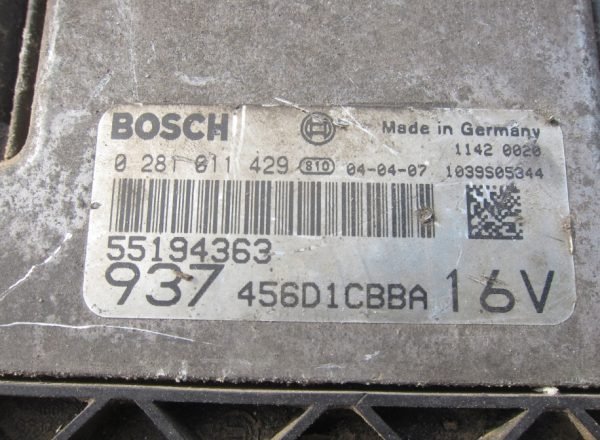 BOSCH Made in Germany
1142 0020
0 281 011 429 810 04-04-07 1039S05344
55194363
937 456D1CBBA 16V